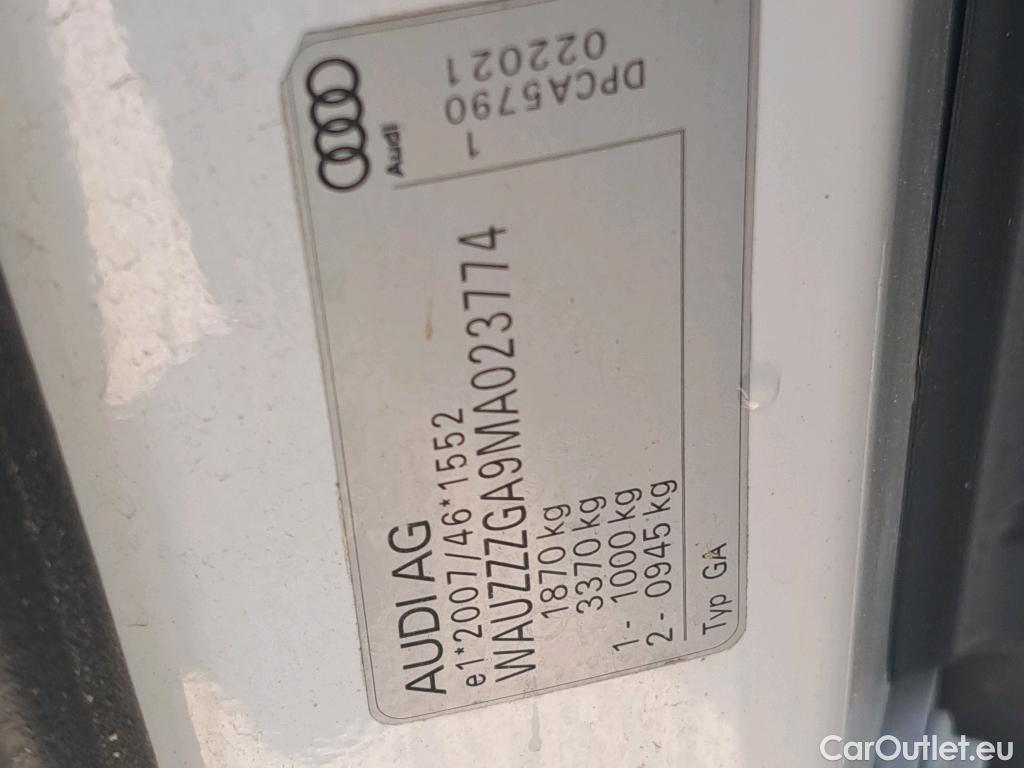 AUDI AG
e1*2007/46*1552
WAUZZZGA9MA023774
1870 kg
3370 kg
1 - 1000 kg
2 - 0945 kg
Typ GA
Audi
1
DPCA5790
022021
CarOutlet.eu